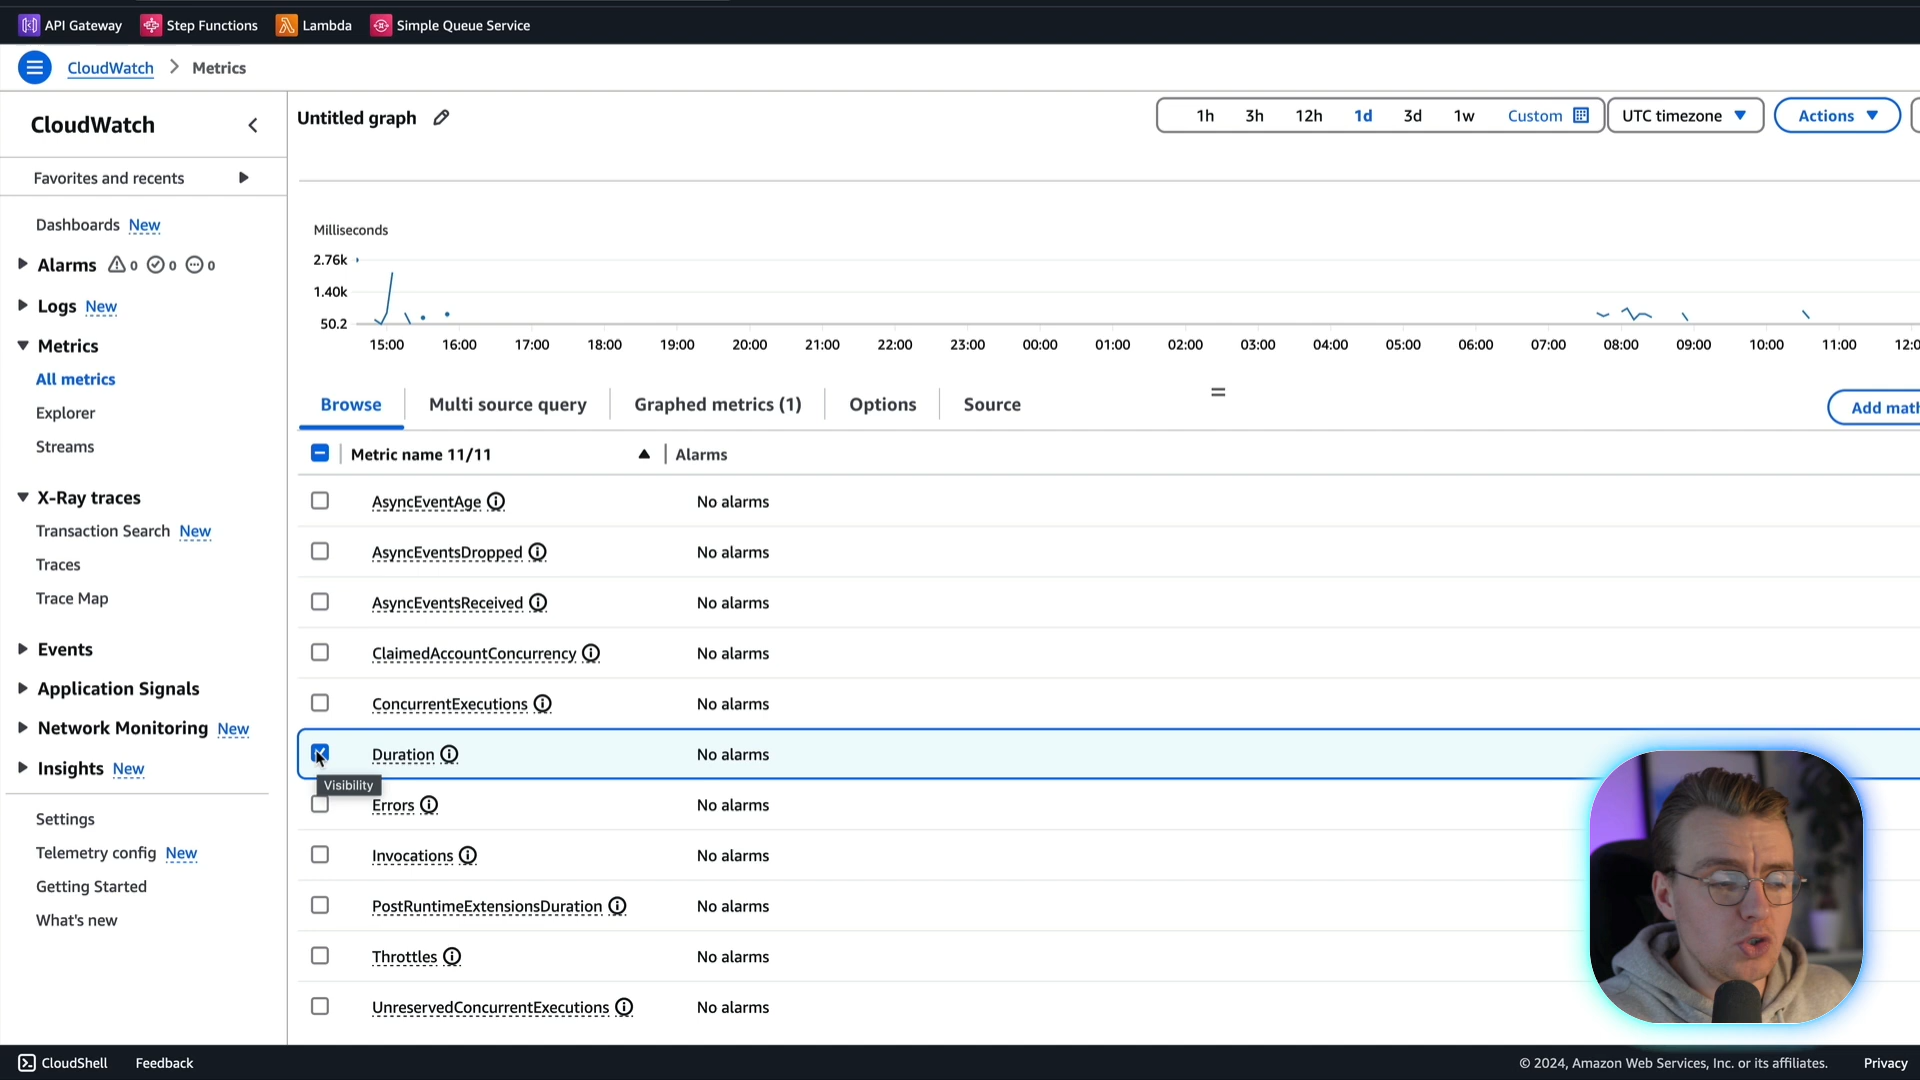 API Gateway Step Functions Lambda Simple Queue Service
CloudWatch Metrics
CloudWatch
Favorites and recents
Dashboards New
Alarms 0 0 0
Logs New
Metrics
All metrics
Explorer
Streams
X-Ray traces
Transaction Search New
Traces
Trace Map
Events
Application Signals
Network Monitoring New
Insights New
Settings
Telemetry config New
Getting Started
What's new
Untitled graph
1h 3h 12h 1d 3d 1w Custom UTC timezone Actions
Milliseconds
2.76k
1.40k
50.2
15:00 16:00 17:00 18:00 19:00 20:00 21:00 22:00 23:00 00:00 01:00 02:00 03:00 04:00 05:00 06:00 07:00 08:00 09:00 10:00 11:00 12:0
Browse Multi source query Graphed metrics (1) Options Source Add math
Metric name 11/11 Alarms
AsyncEventAge No alarms
AsyncEventsDropped No alarms
AsyncEventsReceived No alarms
ClaimedAccountConcurrency No alarms
ConcurrentExecutions No alarms
Duration No alarms
Visibility
Errors No alarms
Invocations No alarms
PostRuntimeExtensionsDuration No alarms
Throttles No alarms
UnreservedConcurrentExecutions No alarms
CloudShell Feedback © 2024, Amazon Web Services, Inc. or its affiliates. Privacy